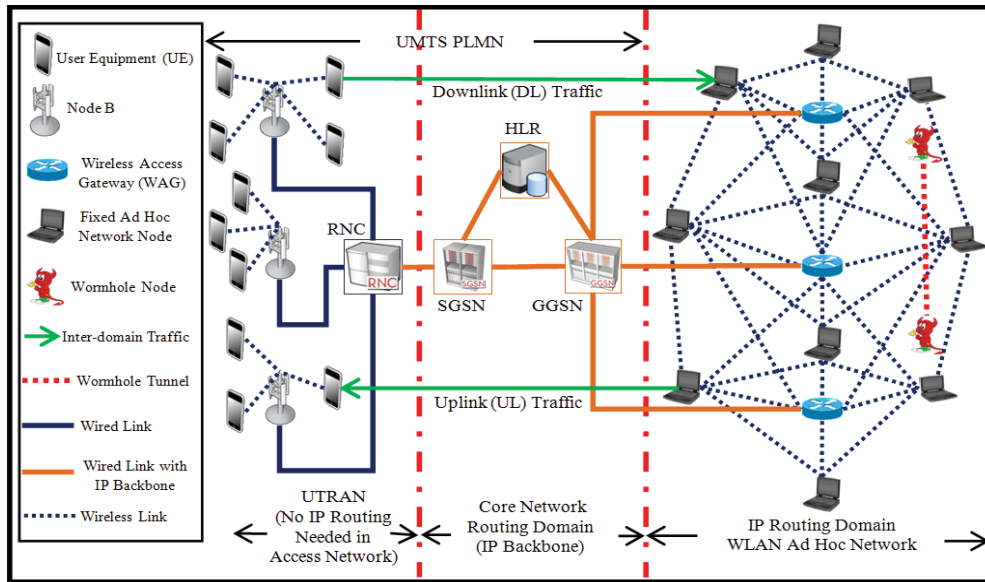 User Equipment (UE)
Node B
Wireless Access
Gateway (WAG)
Fixed Ad Hoc
Network Node
Wormhole Node
Inter-domain Traffic
Wormhole Tunnel
Wired Link
Wired Link with
IP Backbone
Wireless Link
UMTS PLMN
Downlink (DL) Traffic
HLR
RNC
RNC
SGSN
SGSN
GGSN
GGSN
Uplink (UL) Traffic
UTRAN
(No IP Routing
Needed in
Access Network)
Core Network
Routing Domain
(IP Backbone)
IP Routing Domain
WLAN Ad Hoc Network